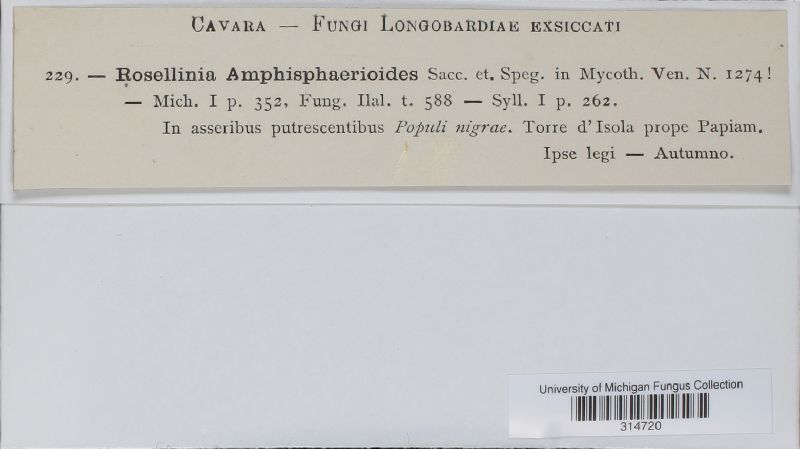 CAVARA — FUNGI LONGOBARDIAE EXSICCATI
229. — Rosellinia Amphisphaerioides Sacc. et. Speg. in Mycoth. Ven. N. 1274!
— Mich. I p. 352, Fung. Ilal. t. 588 — Syll. I p. 262.
In asseribus putrescentibus Populi nigrae. Torre d'Isola prope Papiam.
Ipse legi — Autumno.
University of Michigan Fungus Collection
314720